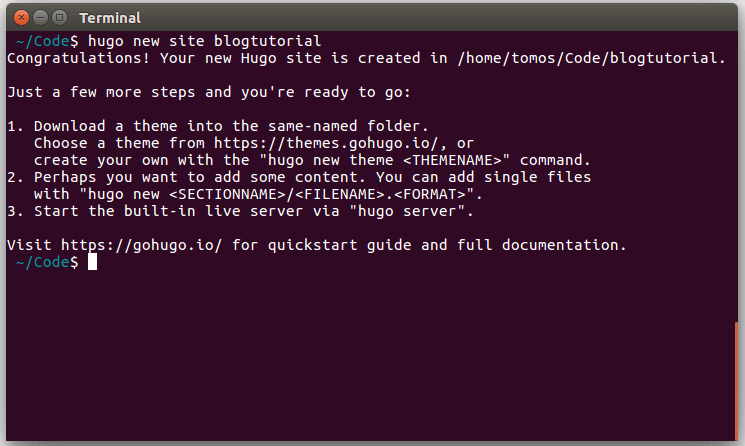 Terminal
~/Code$ hugo new site blogtutorial
Congratulations! Your new Hugo site is created in /home/tomos/Code/blogtutorial.
Just a few more steps and you're ready to go:
1. Download a theme into the same-named folder.
Choose a theme from https://themes.gohugo.io/, or
create your own with the "hugo new theme <THEMENAME>" command.
2. Perhaps you want to add some content. You can add single files
with "hugo new <SECTIONNAME>/<FILENAME>.<FORMAT>".
3. Start the built-in live server via "hugo server".
Visit https://gohugo.io/ for quickstart guide and full documentation.
~/Code$